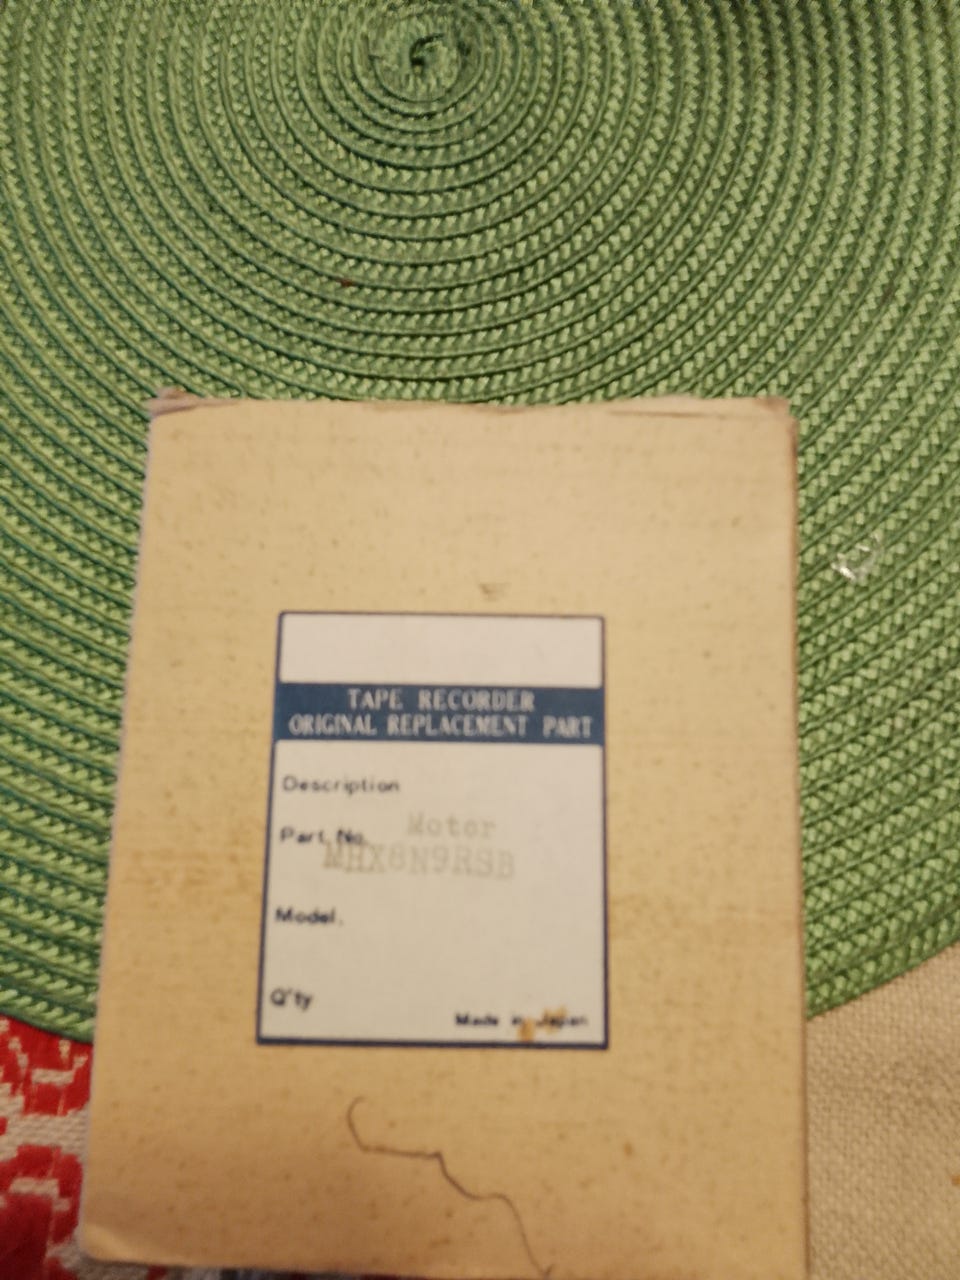 TAPE RECORDER
ORIGINAL REPLACEMENT PART
Description
Motor
Part. No.
MHX8N9RSB
Model.
Q'ty
Made in Japan